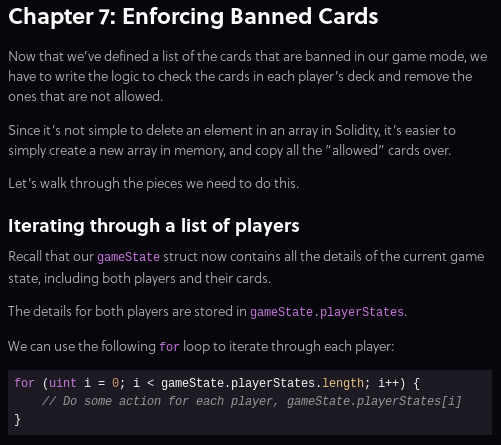 Chapter 7: Enforcing Banned Cards
Now that we’ve defined a list of the cards that are banned in our game mode, we
have to write the logic to check the cards in each player’s deck and remove the
ones that are not allowed.
Since it’s not simple to delete an element in an array in Solidity, it’s easier to
simply create a new array in memory, and copy all the “allowed” cards over.
Let’s walk through the pieces we need to do this.
Iterating through a list of players
Recall that our gameState struct now contains all the details of the current game
state, including both players and their cards.
The details for both players are stored in gameState.playerStates.
We can use the following for loop to iterate through each player:
for (uint i = 0; i < gameState.playerStates.length; i++) {
    // Do some action for each player, gameState.playerStates[i]
}